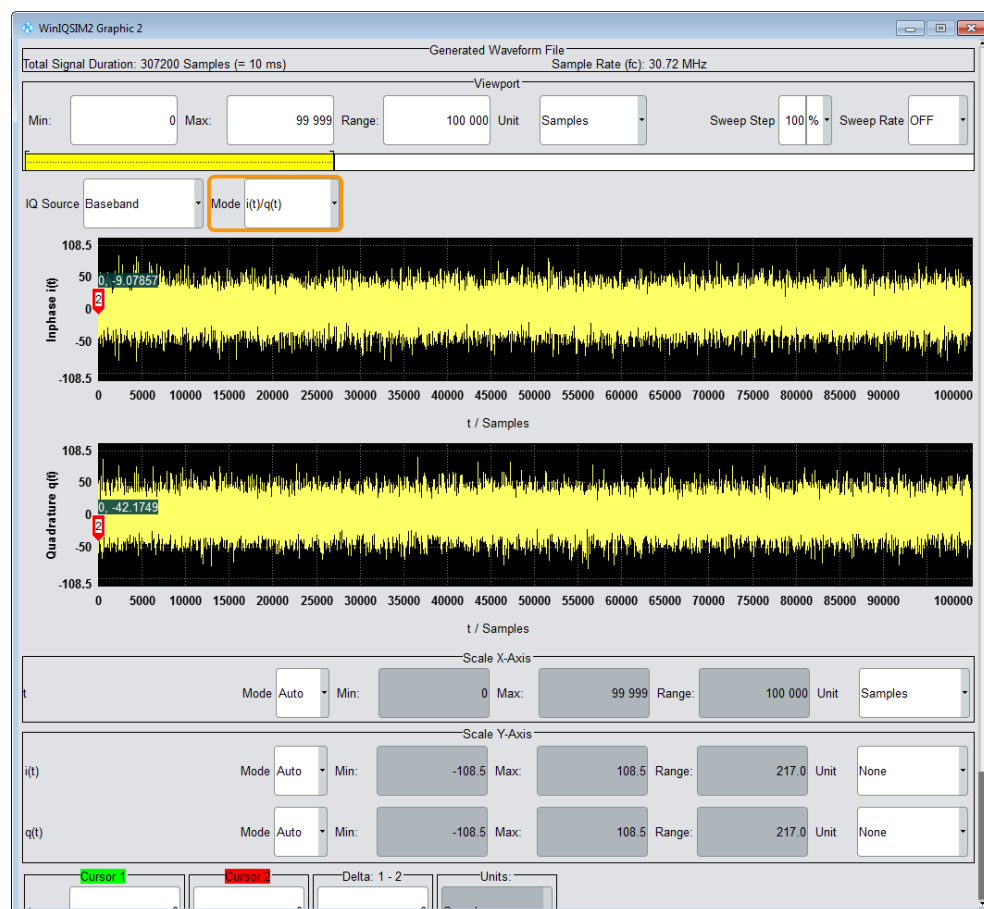 WinIQSIM2 Graphic 2
Generated Waveform File
Total Signal Duration: 307200 Samples (= 10 ms) Sample Rate (fc): 30.72 MHz
Viewport
Min: 0 Max: 99 999 Range: 100 000 Unit Samples Sweep Step 100 % Sweep Rate OFF
IQ Source Baseband Mode i(t)/q(t)
Inphase i(t)
108.5
50
0, -9.07857
2
0
-50
-108.5
0 5000 10000 15000 20000 25000 30000 35000 40000 45000 50000 55000 60000 65000 70000 75000 80000 85000 90000 100000
t / Samples
Quadrature q(t)
108.5
50
0, -42.1749
0
2
-50
-108.5
0 5000 10000 15000 20000 25000 30000 35000 40000 45000 50000 55000 60000 65000 70000 75000 80000 85000 90000 100000
t / Samples
Scale X-Axis
t Mode Auto Min: 0 Max: 99 999 Range: 100 000 Unit Samples
Scale Y-Axis
i(t) Mode Auto Min: -108.5 Max: 108.5 Range: 217.0 Unit None
q(t) Mode Auto Min: -108.5 Max: 108.5 Range: 217.0 Unit None
Cursor 1 Cursor 2 Delta: 1 - 2 Units: